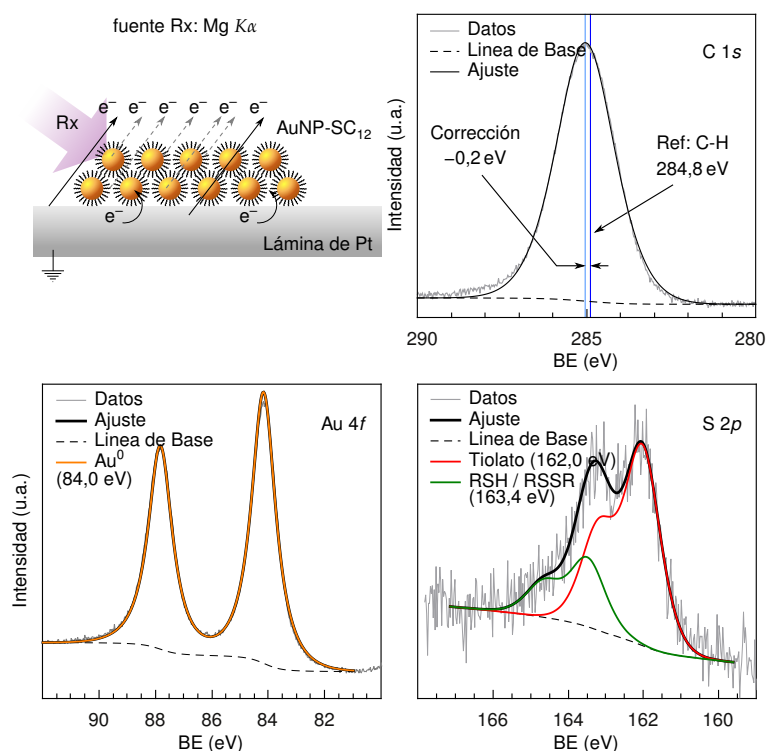 fuente Rx: Mg Kα
e⁻ e⁻ e⁻ e⁻ e⁻ e⁻
Rx
AuNP-SC₁₂
e⁻ e⁻
Lámina de Pt
Datos
Linea de Base
Ajuste
C 1s
Corrección
−0,2 eV
Ref: C-H
284,8 eV
Intensidad (u.a.)
290 285 280
BE (eV)
Datos
Ajuste
Linea de Base
Au⁰
(84,0 eV)
Au 4f
Intensidad (u.a.)
90 88 86 84 82
BE (eV)
Datos
Ajuste
Linea de Base
Tiolato (162,0 eV)
RSH / RSSR
(163,4 eV)
S 2p
166 164 162 160
BE (eV)